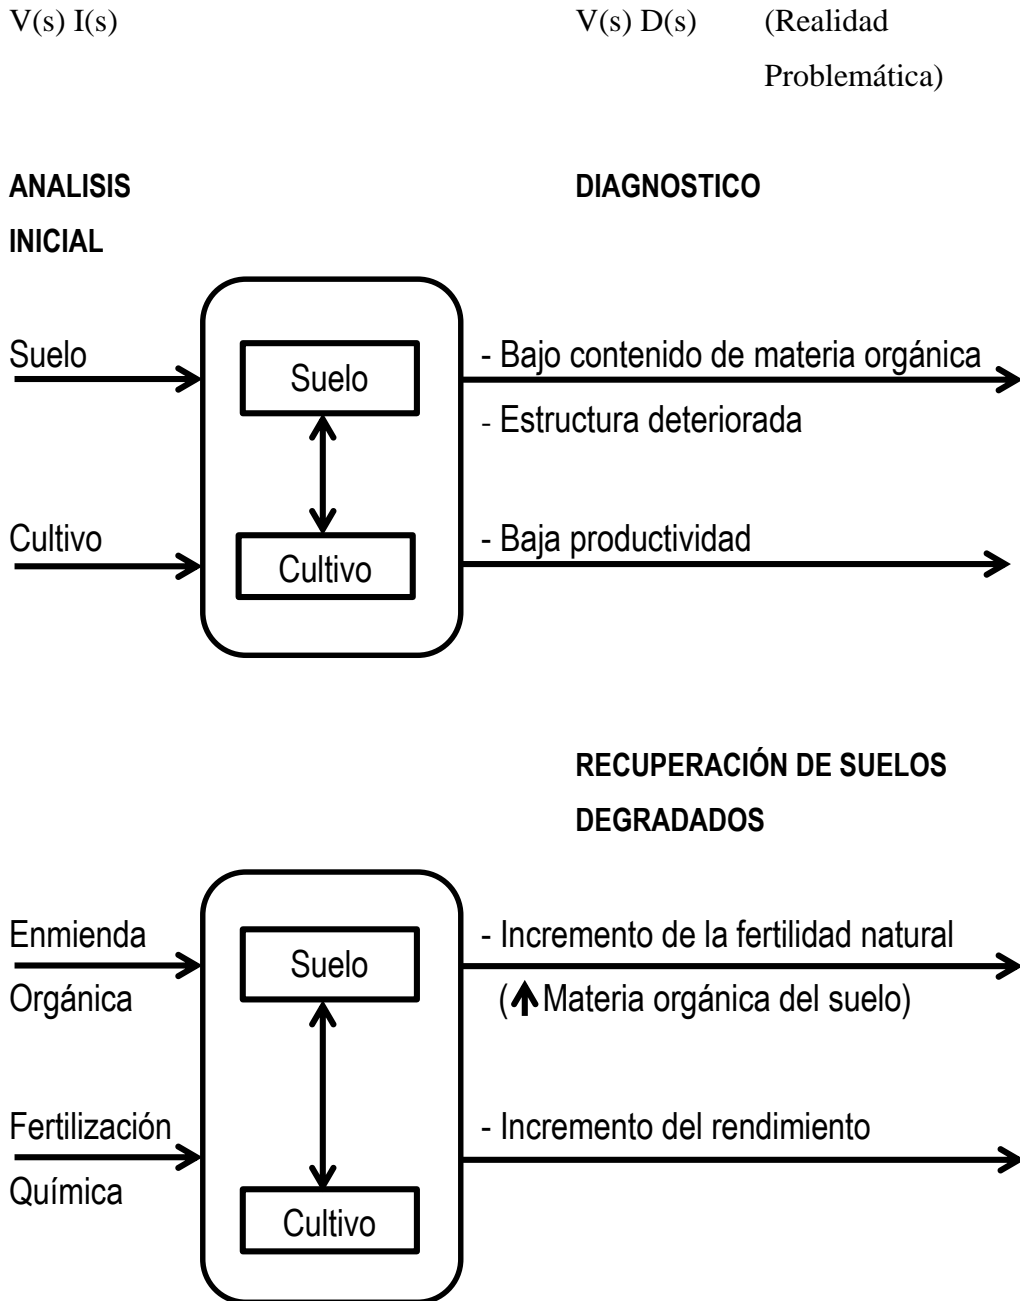 V(s) I(s) V(s) D(s) (Realidad
Problemática)
ANALISIS DIAGNOSTICO
INICIAL
Suelo Suelo - Bajo contenido de materia orgánica
- Estructura deteriorada
Cultivo Cultivo - Baja productividad
RECUPERACIÓN DE SUELOS
DEGRADADOS
Enmienda Suelo - Incremento de la fertilidad natural
Orgánica (↑ Materia orgánica del suelo)
Fertilización - Incremento del rendimiento
Química Cultivo